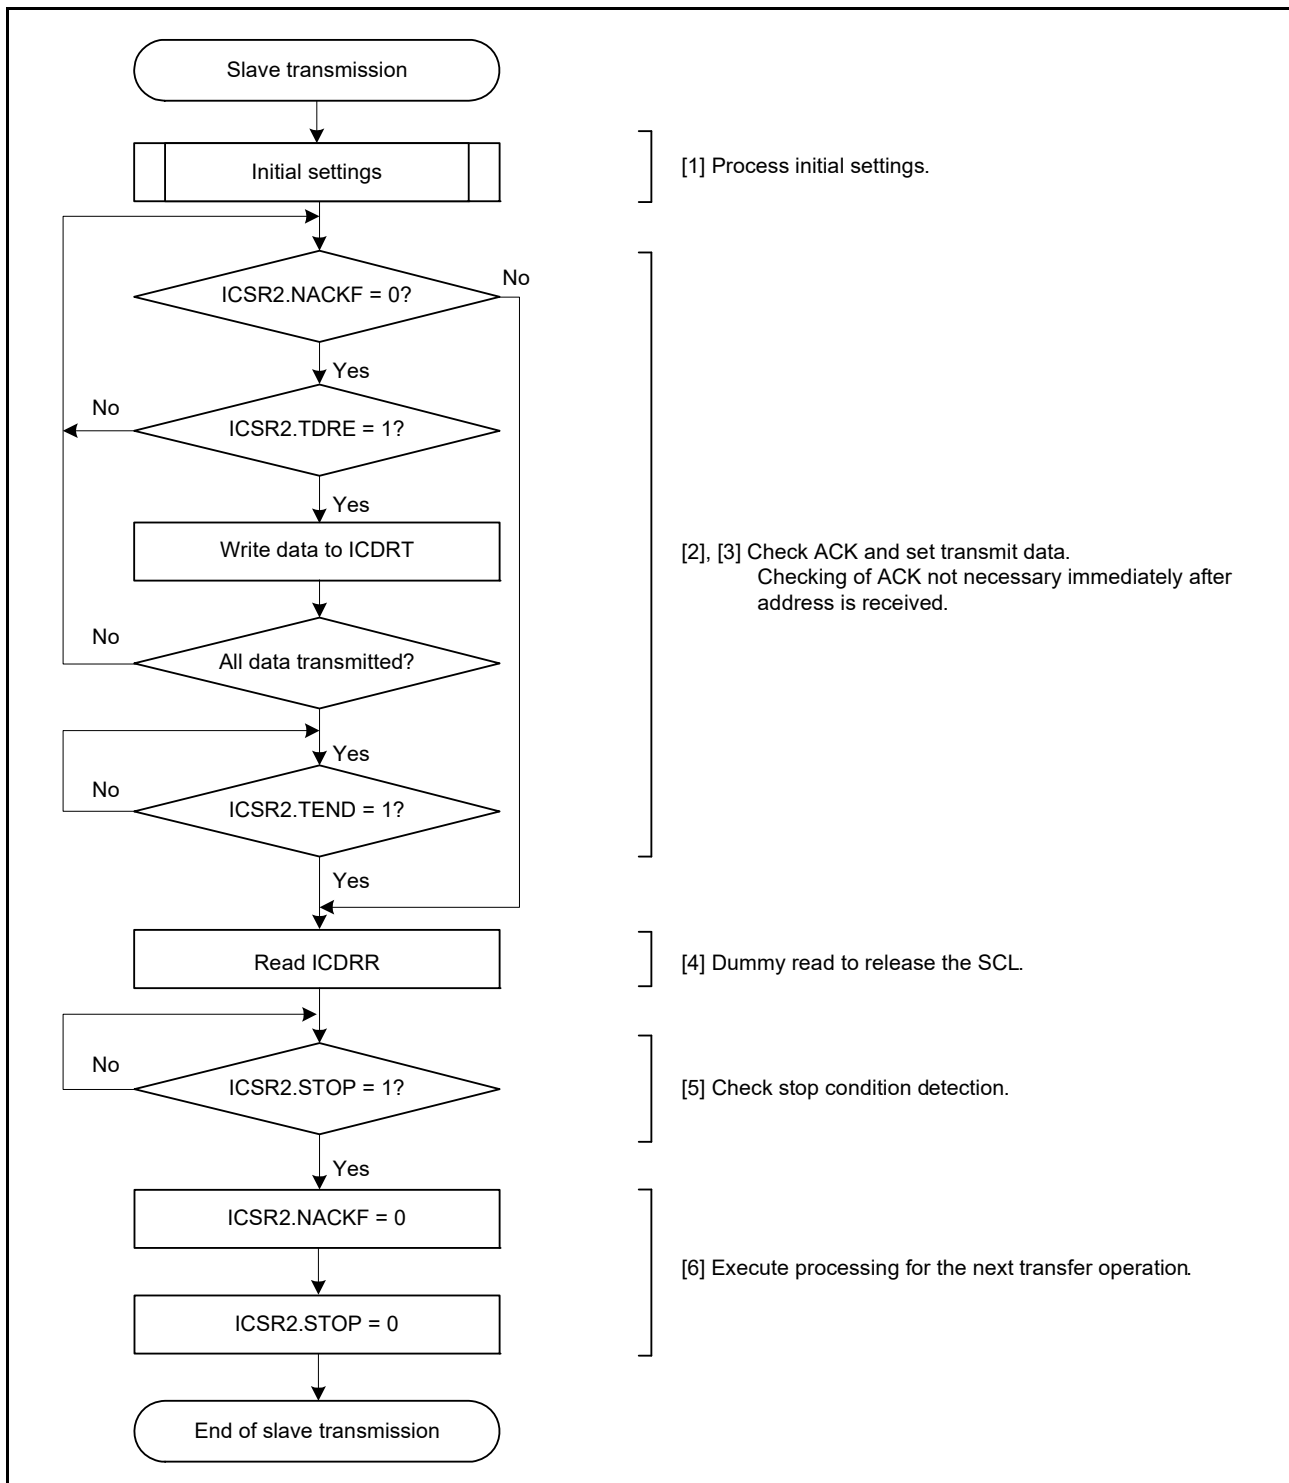 Slave transmission
Initial settings
[1] Process initial settings.
ICSR2.NACKF = 0?
No
Yes
No
ICSR2.TDRE = 1?
Yes
Write data to ICDRT
[2], [3] Check ACK and set transmit data.
Checking of ACK not necessary immediately after
address is received.
No
All data transmitted?
Yes
No
ICSR2.TEND = 1?
Yes
Read ICDRR
[4] Dummy read to release the SCL.
No
ICSR2.STOP = 1?
[5] Check stop condition detection.
Yes
ICSR2.NACKF = 0
[6] Execute processing for the next transfer operation.
ICSR2.STOP = 0
End of slave transmission